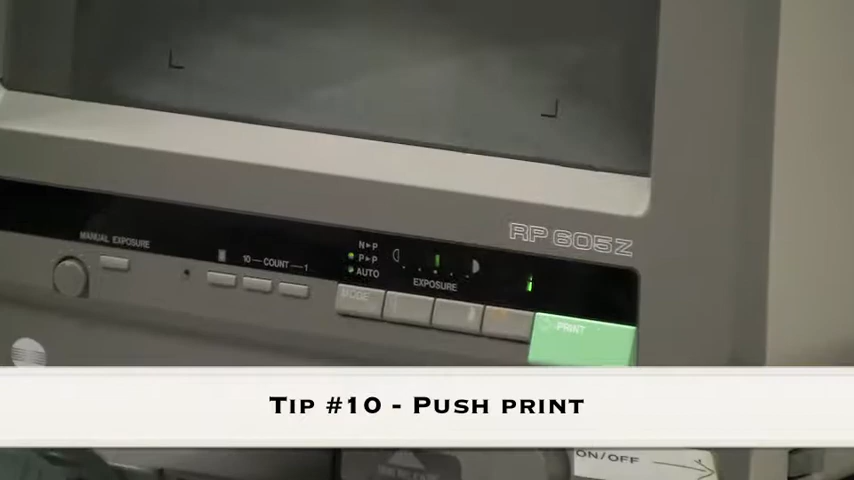 RP 605Z
MANUAL EXPOSURE
10 — COUNT — 1
N▸P
P▸P
AUTO
EXPOSURE
MODE
PRINT
TIP #10 - PUSH PRINT
ON/OFF